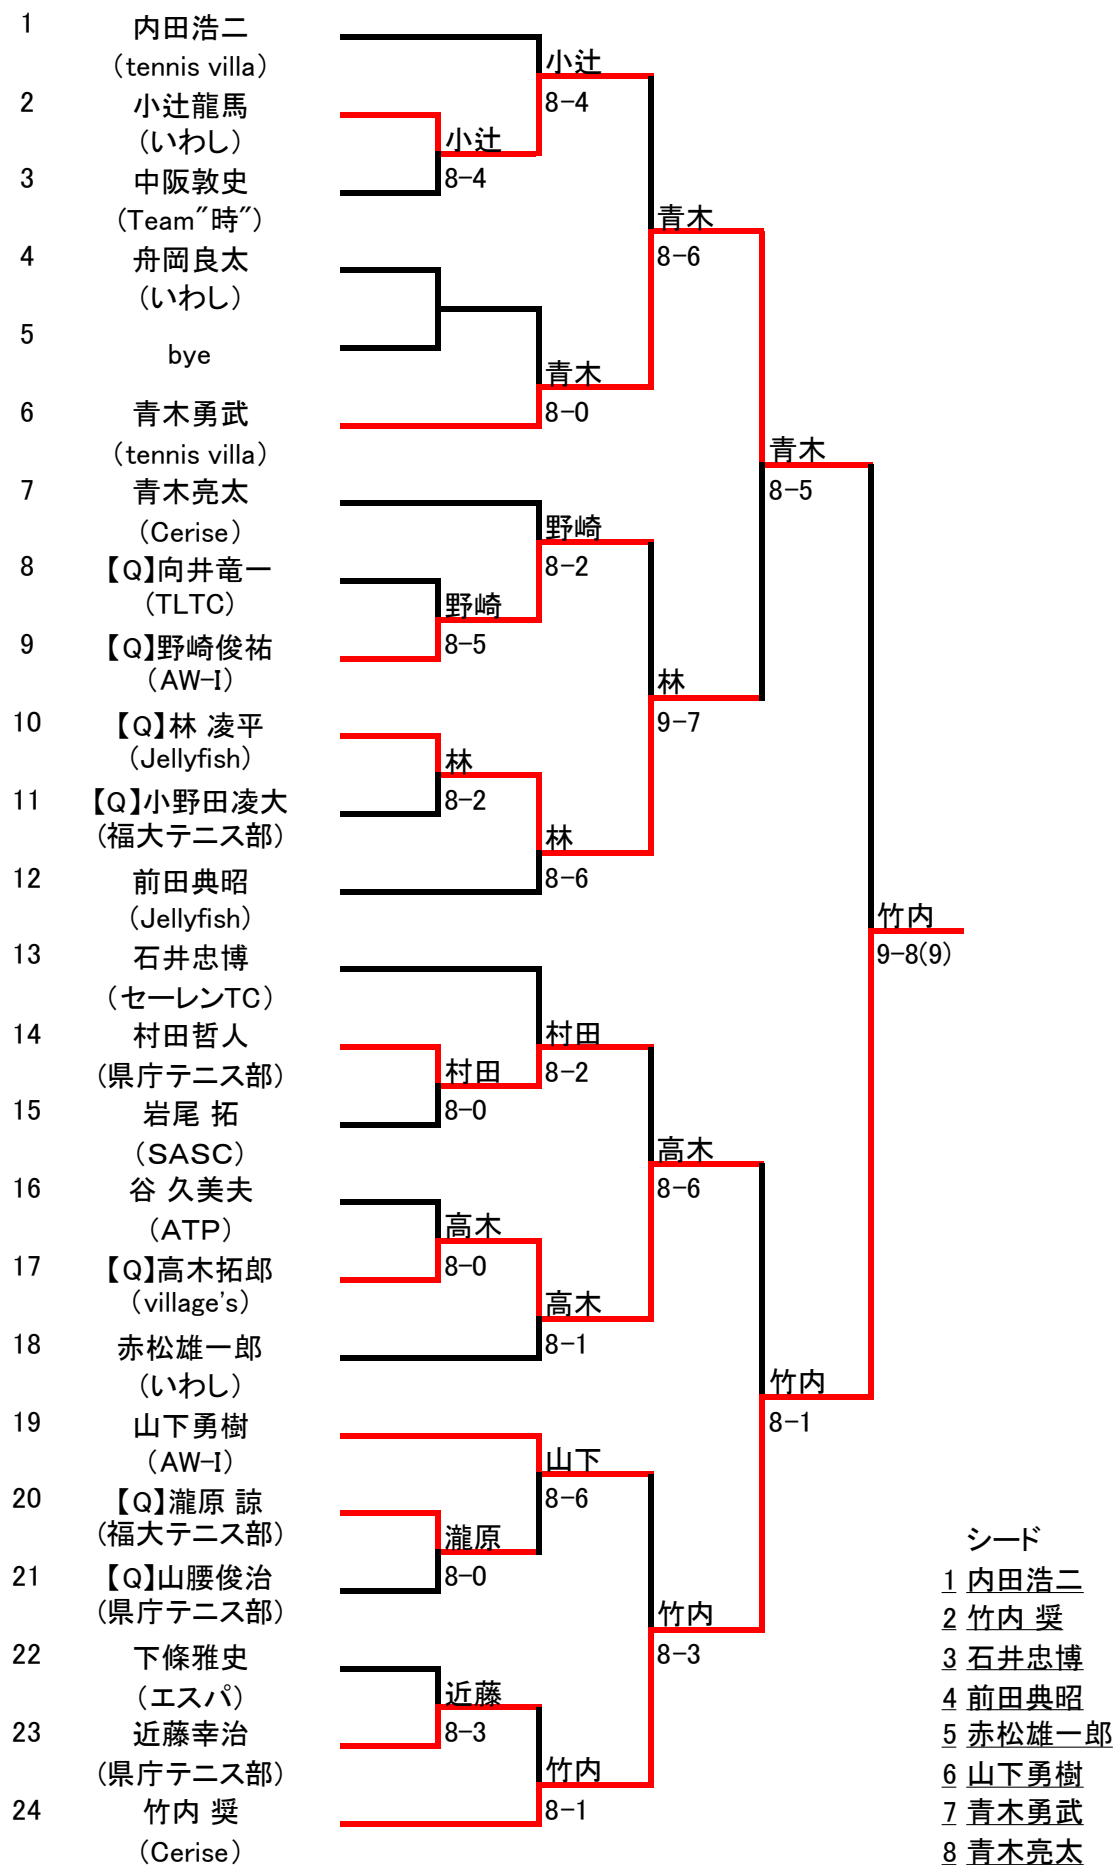 1 内田浩二
(tennis villa)
2 小辻龍馬
(いわし)
3 中阪敦史
(Team"時")
4 舟岡良太
(いわし)
5 bye
6 青木勇武
(tennis villa)
7 青木亮太
(Cerise)
8 【Q】向井竜一
(TLTC)
9 【Q】野崎俊祐
(AW-I)
10 【Q】林 凌平
(Jellyfish)
11 【Q】小野田凌大
(福大テニス部)
12 前田典昭
(Jellyfish)
13 石井忠博
(セーレンTC)
14 村田哲人
(県庁テニス部)
15 岩尾 拓
(SASC)
16 谷 久美夫
(ATP)
17 【Q】高木拓郎
(village's)
18 赤松雄一郎
(いわし)
19 山下勇樹
(AW-I)
20 【Q】瀧原 諒
(福大テニス部)
21 【Q】山腰俊治
(県庁テニス部)
22 下條雅史
(エスパ)
23 近藤幸治
(県庁テニス部)
24 竹内 奨
(Cerise)
小辻
8-4
野崎
8-5
林
8-2
村田
8-0
高木
8-0
瀧原
8-0
近藤
8-3
小辻
8-4
青木
8-0
野崎
8-2
林
8-6
村田
8-2
高木
8-1
山下
8-6
竹内
8-1
青木
8-6
林
9-7
高木
8-6
竹内
8-3
青木
8-5
竹内
8-1
竹内
9-8(9)
シード
1 内田浩二
2 竹内 奨
3 石井忠博
4 前田典昭
5 赤松雄一郎
6 山下勇樹
7 青木勇武
8 青木亮太